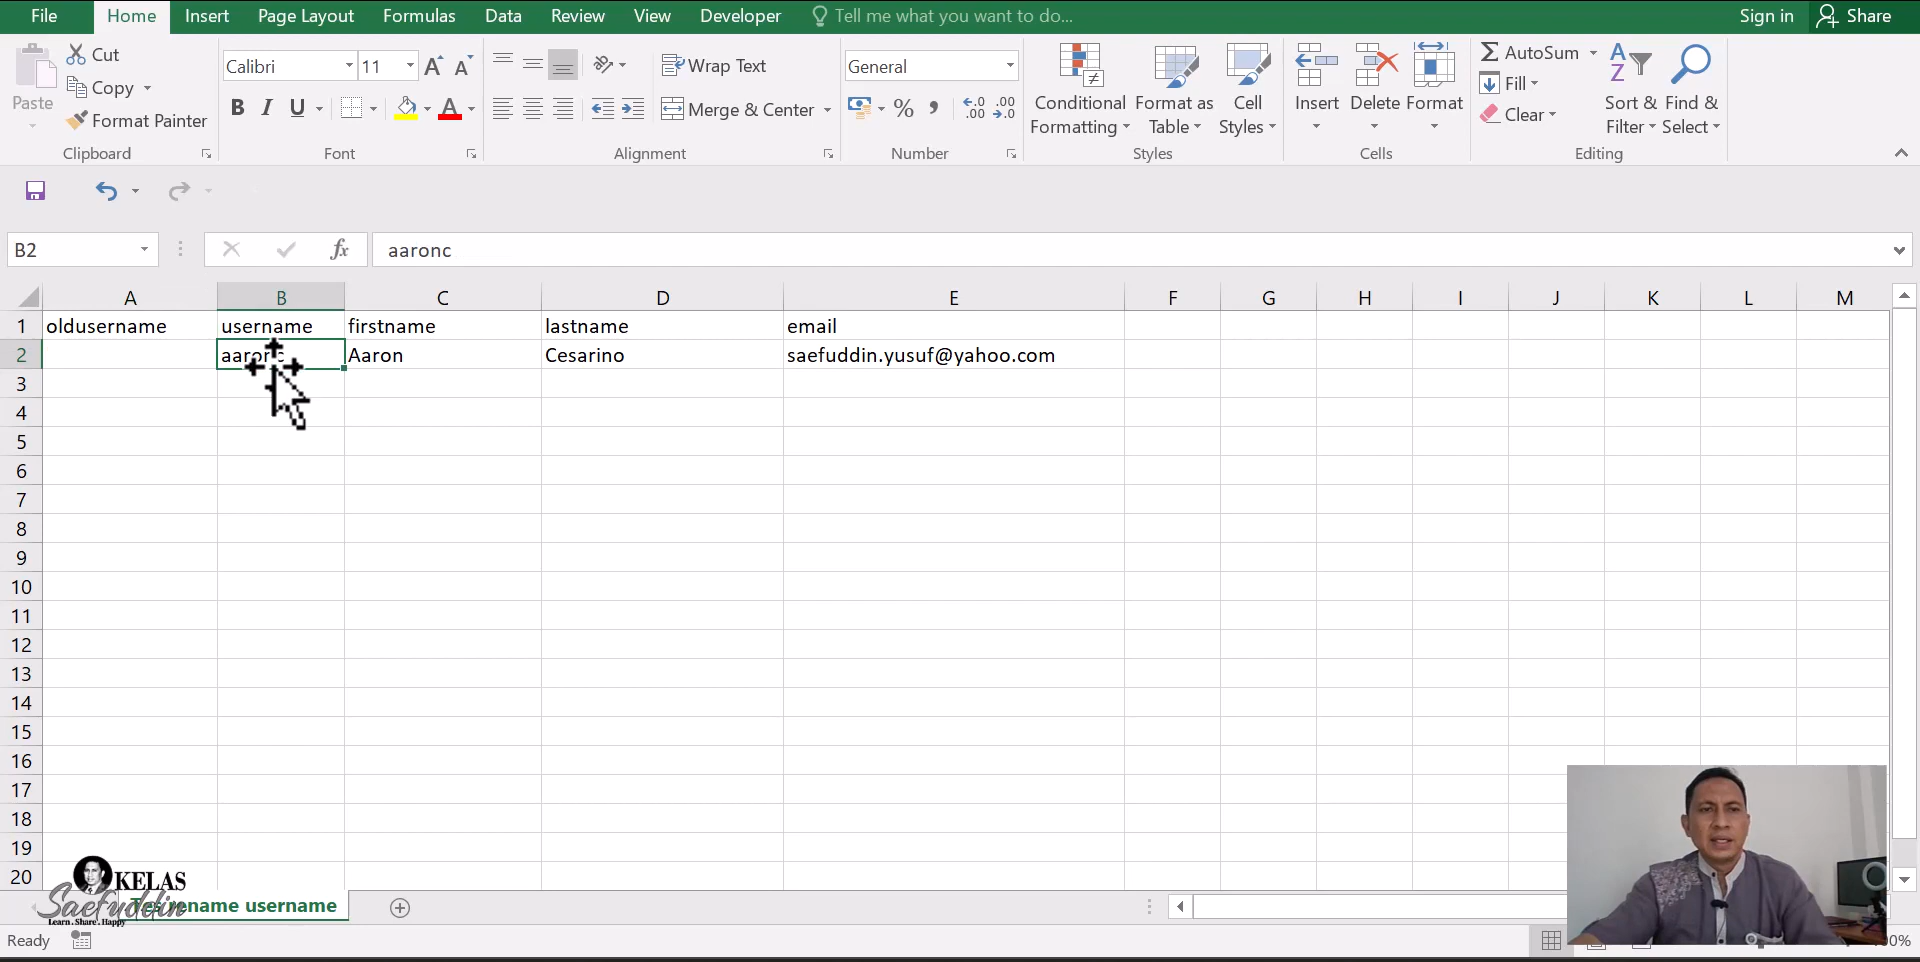 File Home Insert Page Layout Formulas Data Review View Developer Tell me what you want to do... Sign in Share
Paste
Cut
Copy
Format Painter
Clipboard
Calibri 11
B I U A
Font
Wrap Text
Merge & Center
Alignment
General
% , .00 .0
Number
Conditional Formatting
Format as Table
Cell Styles
Styles
Insert
Delete
Format
Cells
AutoSum
Fill
Clear
Sort & Filter
Find & Select
Editing
B2 fx aaronc
A B C D E F G H I J K L M
1 oldusername username firstname lastname email
2 Aaron Cesarino saefuddin.yusuf@yahoo.com
3
4
5
6
7
8
9
10
11
12
13
14
15
16
17
18
19
20
KELAS
Saefuddin
Learn . Share . Happy
rename username
Ready